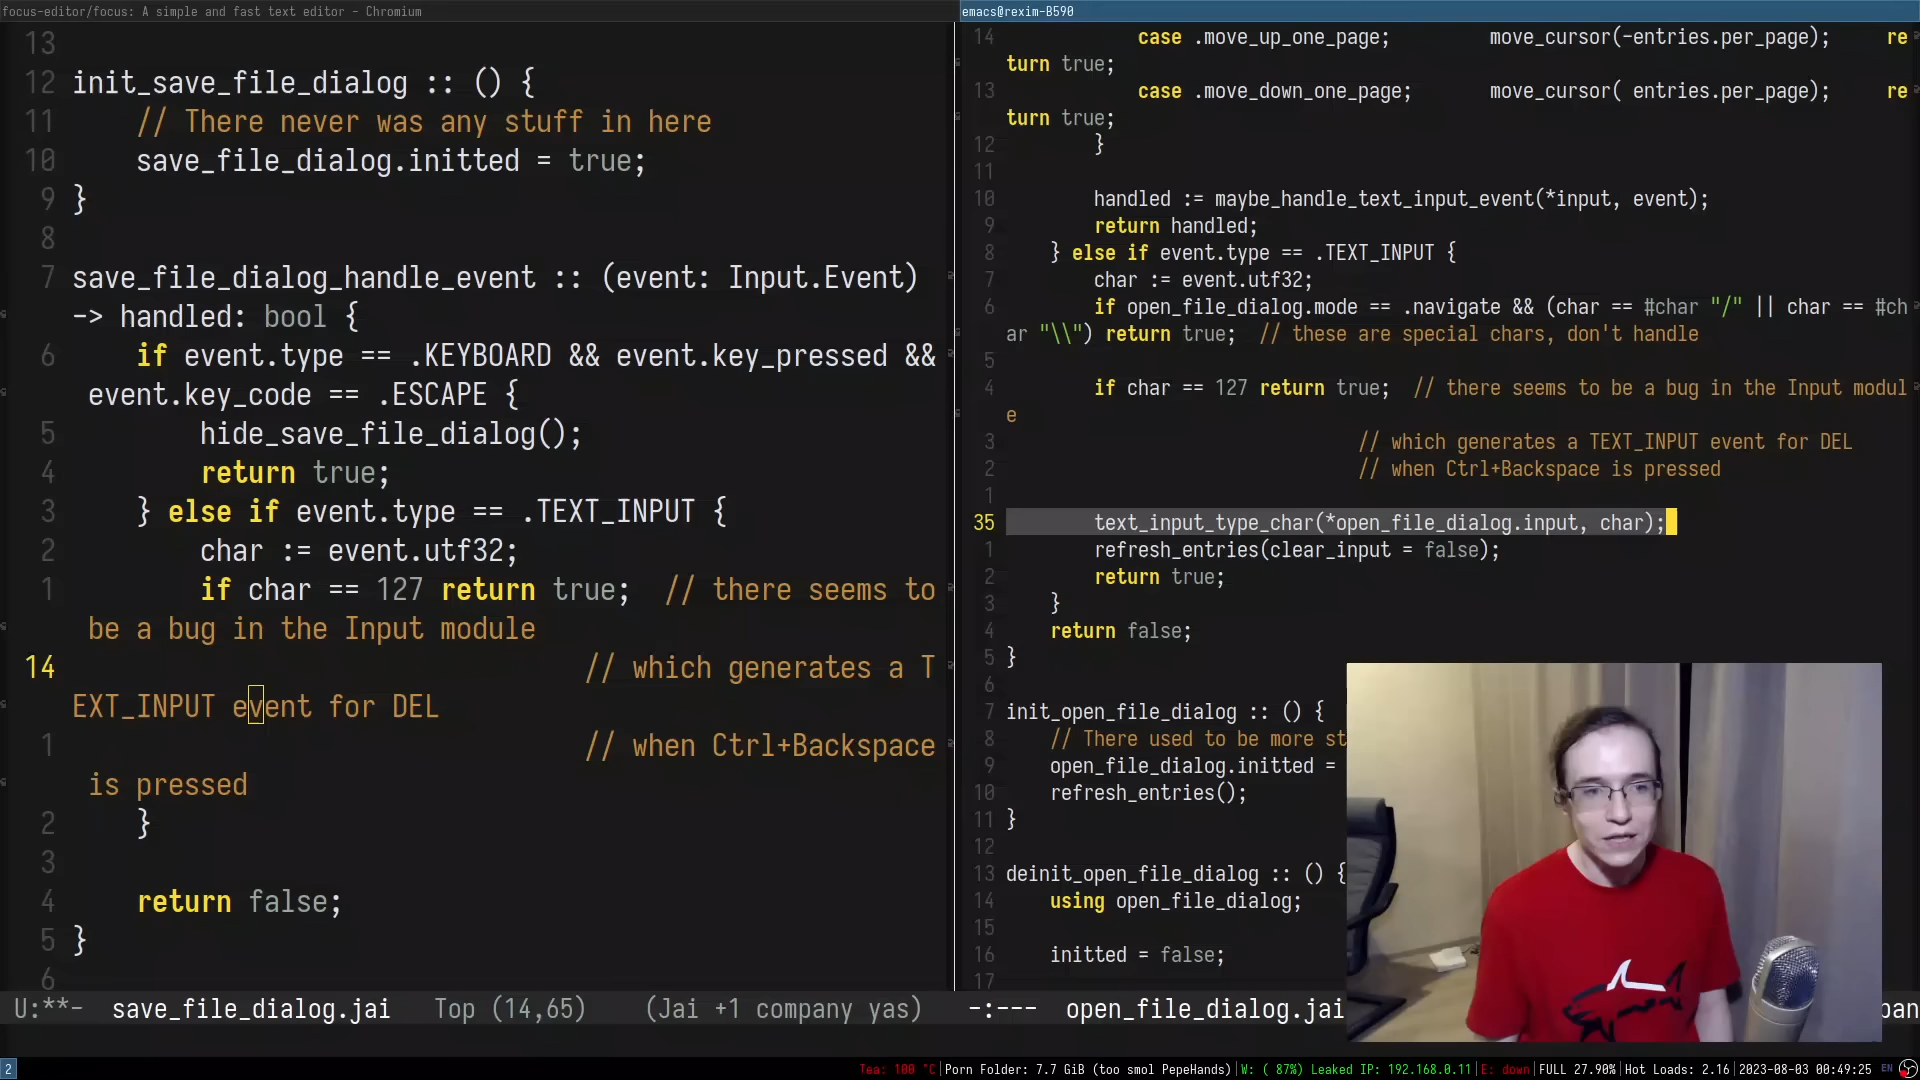 focus-editor/focus: A simple and fast text editor - Chromium
13
12 init_save_file_dialog :: () {
11 // There never was any stuff in here
10 save_file_dialog.initted = true;
9 }
8
7 save_file_dialog_handle_event :: (event: Input.Event)
-> handled: bool {
6 if event.type == .KEYBOARD && event.key_pressed &&
event.key_code == .ESCAPE {
5 hide_save_file_dialog();
4 return true;
3 } else if event.type == .TEXT_INPUT {
2 char := event.utf32;
1 if char == 127 return true; // there seems to
be a bug in the Input module
14 // which generates a T
EXT_INPUT event for DEL
1 // when Ctrl+Backspace
is pressed
2 }
3
4 return false;
5 }
6
U:**- save_file_dialog.jai Top (14,65) (Jai +1 company yas)
emacs@rexim-B590
14 case .move_up_one_page; move_cursor(-entries.per_page); re
turn true;
13 case .move_down_one_page; move_cursor( entries.per_page); re
turn true;
12 }
11
10 handled := maybe_handle_text_input_event(*input, event);
9 return handled;
8 } else if event.type == .TEXT_INPUT {
7 char := event.utf32;
6 if open_file_dialog.mode == .navigate && (char == #char "/" || char == #ch
ar "\\") return true; // these are special chars, don't handle
5
4 if char == 127 return true; // there seems to be a bug in the Input modul
e
3 // which generates a TEXT_INPUT event for DEL
2 // when Ctrl+Backspace is pressed
1
35 text_input_type_char(*open_file_dialog.input, char);
1 refresh_entries(clear_input = false);
2 return true;
3 }
4 return false;
5 }
6
7 init_open_file_dialog :: () {
8 // There used to be more st
9 open_file_dialog.initted =
10 refresh_entries();
11 }
12
13 deinit_open_file_dialog :: () {
14 using open_file_dialog;
15
16 initted = false;
17
-:--- open_file_dialog.jai pan
2 Tea: 100 °C|Porn Folder: 7.7 GiB (too smol PepeHands)|W: ( 87%) Leaked IP: 192.168.0.11|E: down|FULL 27.90%|Hot Loads: 2.16|2023-08-03 00:49:25 EN